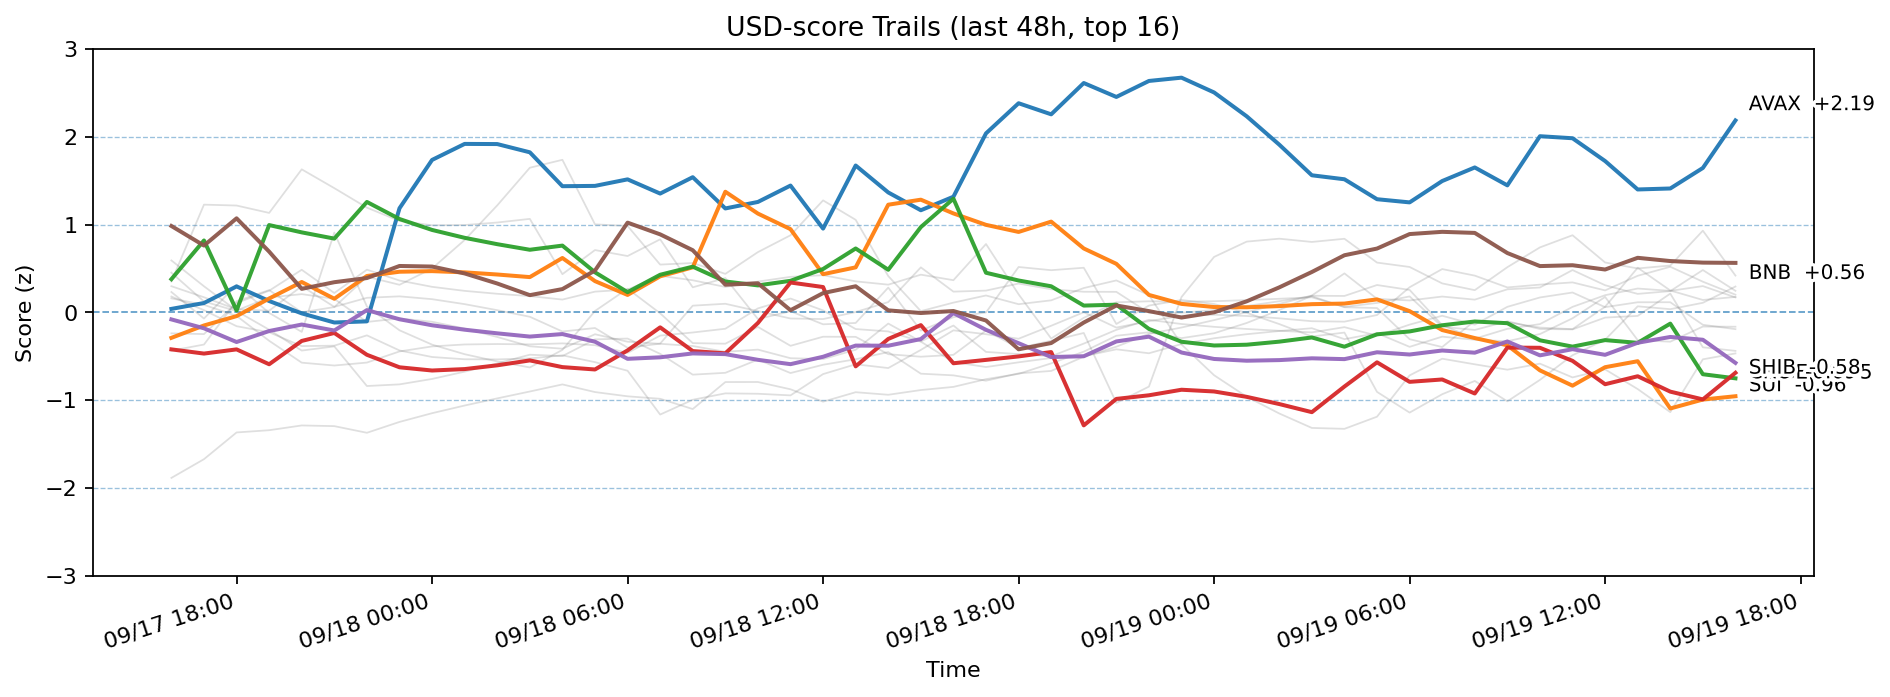 USD-score Trails (last 48h, top 16)
Score (z)
3
2
1
0
−1
−2
−3
AVAX +2.19
BNB +0.56
SHIB -0.58
SUI -0.96
09/17 18:00
09/18 00:00
09/18 06:00
09/18 12:00
09/18 18:00
09/19 00:00
09/19 06:00
09/19 12:00
09/19 18:00
Time